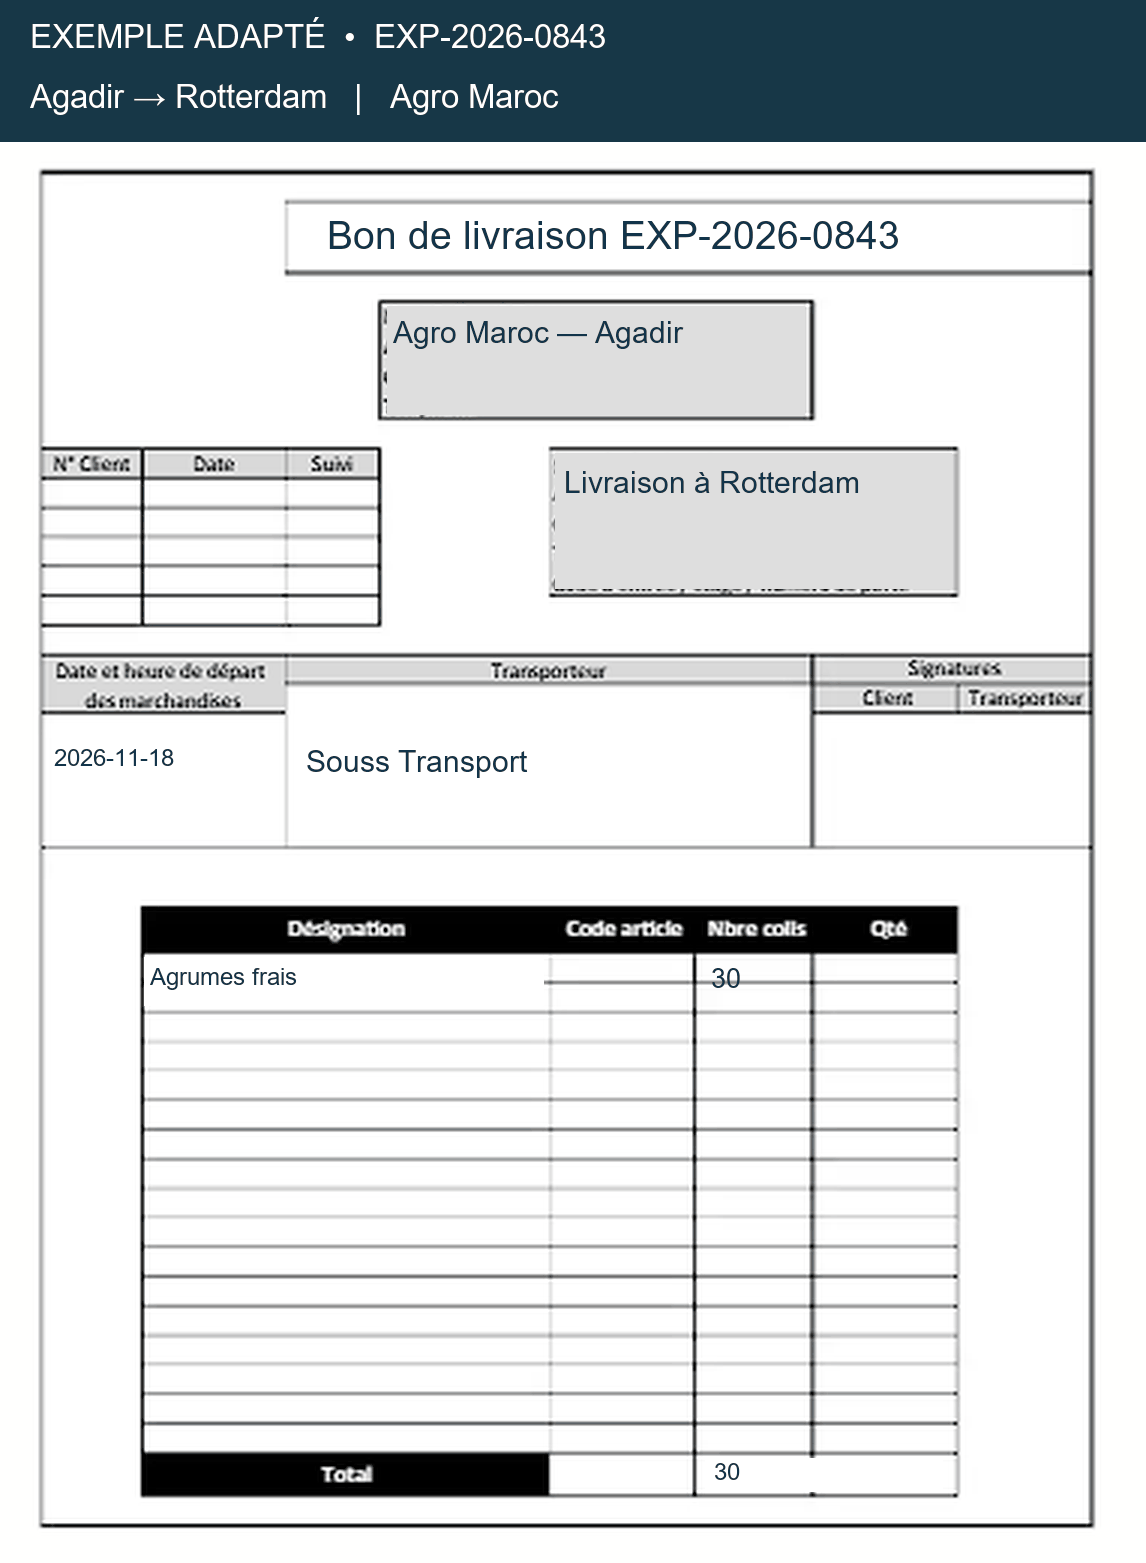 EXEMPLE ADAPTÉ • EXP-2026-0843
Agadir → Rotterdam | Agro Maroc
Bon de livraison EXP-2026-0843
Agro Maroc — Agadir
N° Client Date Suivi
Livraison à Rotterdam
Date et heure de départ des marchandises
Transporteur
Signatures
Client Transporteur
2026-11-18
Souss Transport
Désignation Code article Nbre colis Qté
Agrumes frais 30
Total 30